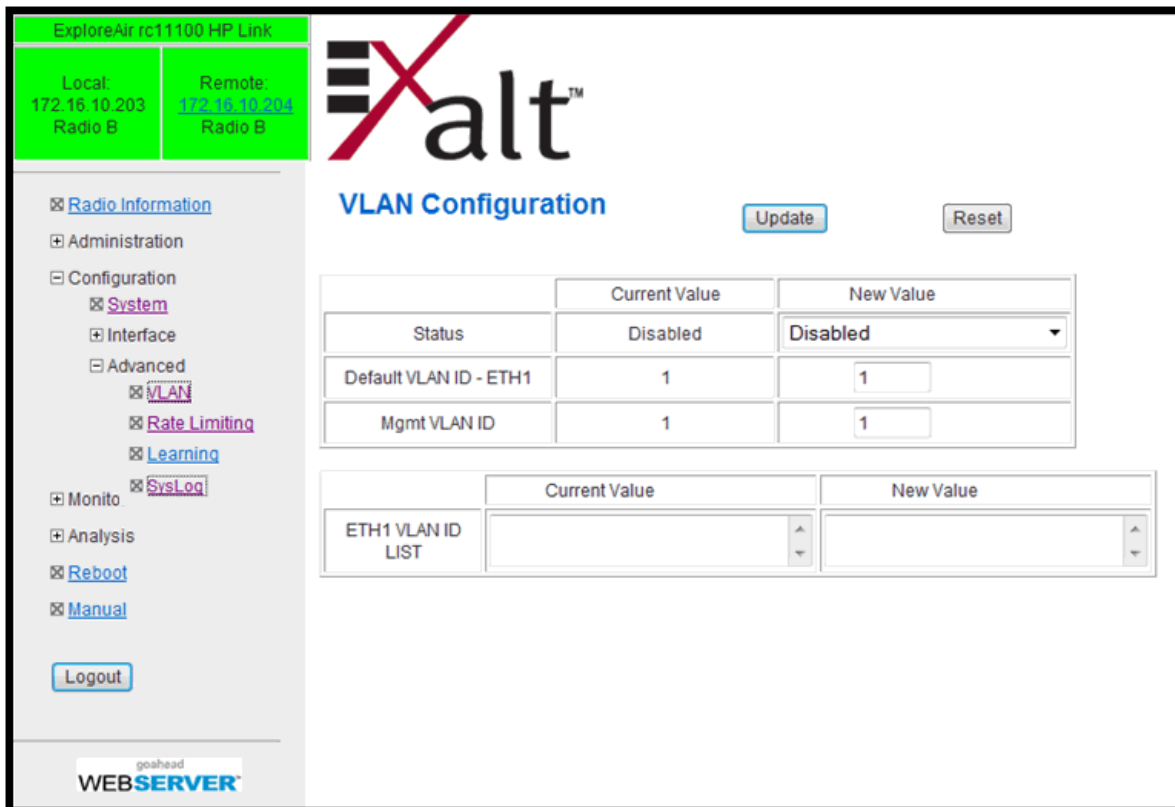 ExploreAir rc11100 HP Link
Local:
172.16.10.203
Radio B
Remote:
172.16.10.204
Radio B
EXalt™
Radio Information
Administration
Configuration
System
Interface
Advanced
VLAN
Rate Limiting
Learning
SysLog
Monito
Analysis
Reboot
Manual
Logout
goahead
WEBSERVER
VLAN Configuration
Update
Reset
Current Value
New Value
Status
Disabled
Disabled
Default VLAN ID - ETH1
1
1
Mgmt VLAN ID
1
1
Current Value
New Value
ETH1 VLAN ID
LIST